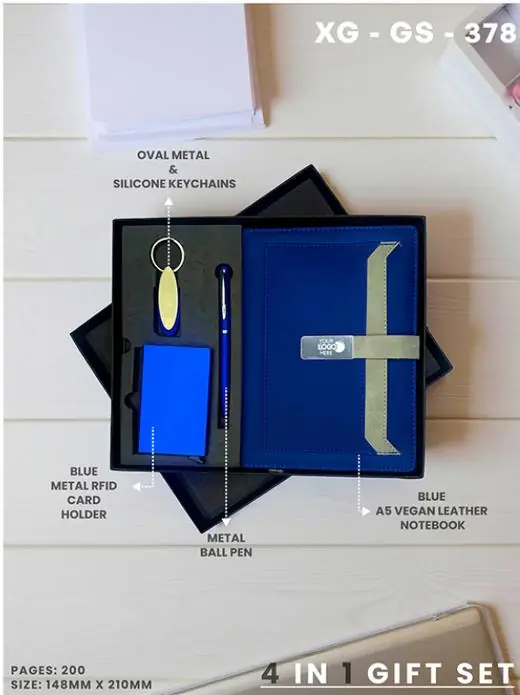 XG - GS - 378
OVAL METAL
&
SILICONE KEYCHAINS
YOUR
LOGO
HERE
BLUE
METAL RFID
CARD
HOLDER
METAL
BALL PEN
BLUE
A5 VEGAN LEATHER
NOTEBOOK
PAGES: 200
SIZE: 148MM X 210MM
4 IN 1 GIFT SET